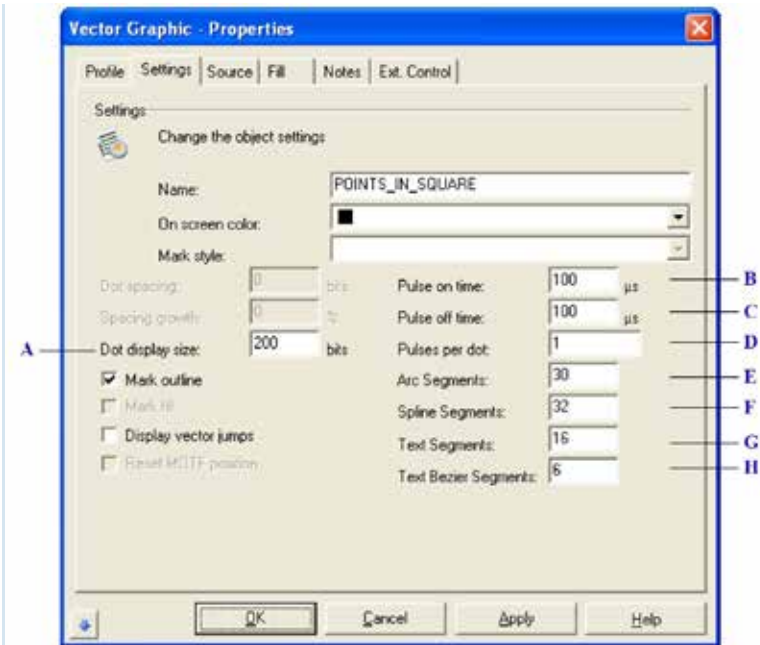 Vector Graphic - Properties
Profile Settings Source Fill Notes Ext. Control
Settings
Change the object settings
Name: POINTS_IN_SQUARE
On screen color:
Mark style:
Dot spacing: 0 bits Pulse on time: 100 µs B
Spacing growth: 0 % Pulse off time: 100 µs C
A Dot display size: 200 bits Pulses per dot: 1 D
Mark outline Arc Segments: 30 E
Mark fill Spline Segments: 32 F
Display vector jumps Text Segments: 16 G
Reset MOTF position Text Bezier Segments: 6 H
OK Cancel Apply Help